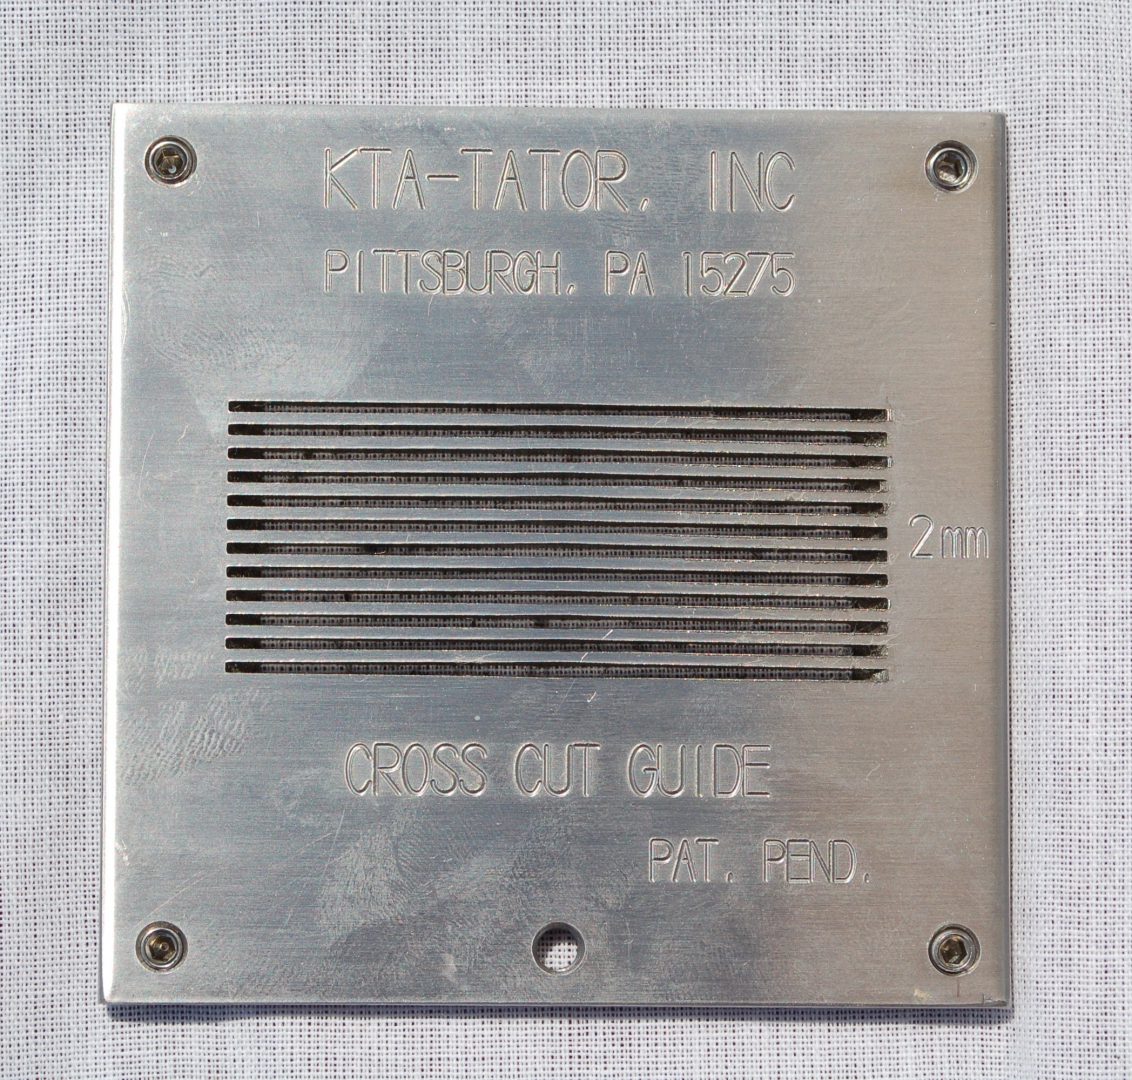 KTA-TATOR, INC
PITTSBURGH, PA 15275
2mm
CROSS CUT GUIDE
PAT. PEND.